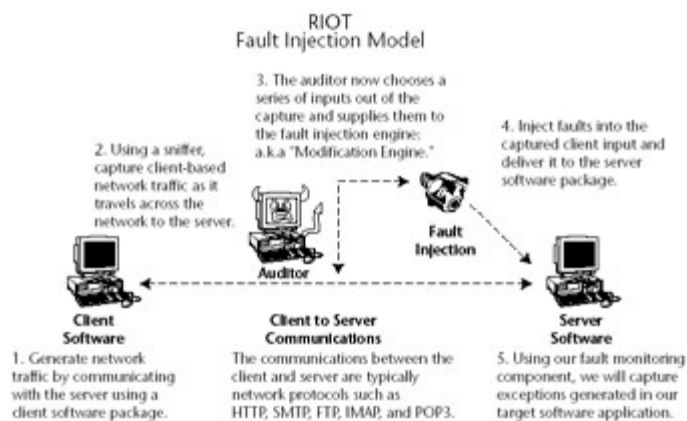 RIOT
Fault Injection Model
3. The auditor now chooses a
series of inputs out of the
capture and supplies them to
the fault injection engine:
a.k.a "Modification Engine."
2. Using a sniffer,
capture client-based
network traffic as it
travels across the
network to the server.
4. Inject faults into the
captured client input and
deliver it to the server
software package.
Auditor
Fault
Injection
Client
Software
1. Generate network
traffic by communicating
with the server using a
client software package.
Client to Server
Communications
The communications between the
client and server are typically
network protocols such as
HTTP, SMTP, FTP, IMAP, and POP3.
Server
Software
5. Using our fault monitoring
component, we will capture
exceptions generated in our
target software application.